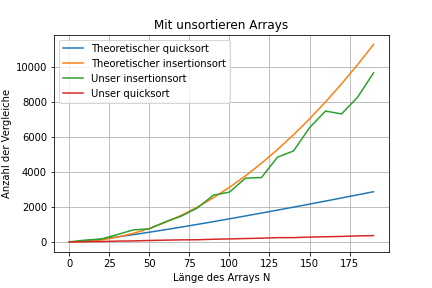 Mit unsortieren Arrays
Theoretischer quicksort
Theoretischer insertionsort
Unser insertionsort
Unser quicksort
Anzahl der Vergleiche
10000
8000
6000
4000
2000
0
0 25 50 75 100 125 150 175
Länge des Arrays N